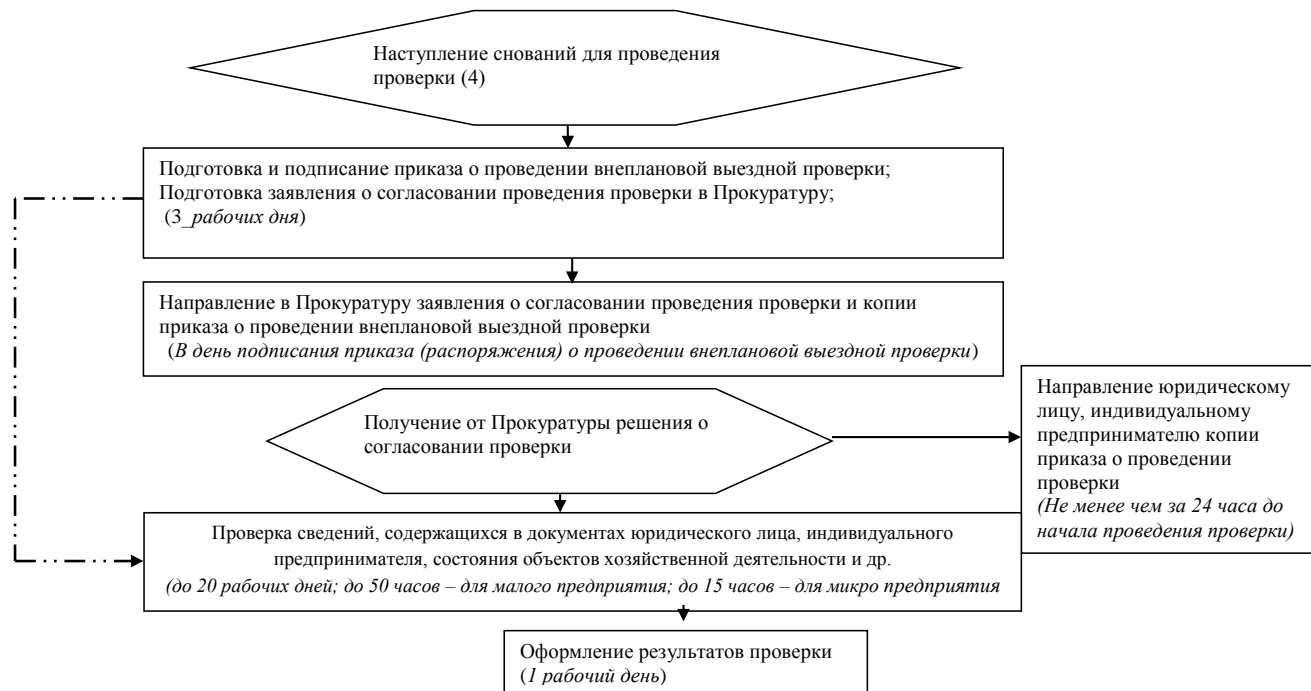 Наступление снований для проведения
проверки (4)
Подготовка и подписание приказа о проведении внеплановой выездной проверки;
Подготовка заявления о согласовании проведения проверки в Прокуратуру;
(3_рабочих дня)
Направление в Прокуратуру заявления о согласовании проведения проверки и копии
приказа о проведении внеплановой выездной проверки
(В день подписания приказа (распоряжения) о проведении внеплановой выездной проверки)
Получение от Прокуратуры решения о
согласовании проверки
Направление юридическому
лицу, индивидуальному
предпринимателю копии
приказа о проведении
проверки
(Не менее чем за 24 часа до
начала проведения проверки)
Проверка сведений, содержащихся в документах юридического лица, индивидуального
предпринимателя, состояния объектов хозяйственной деятельности и др.
(до 20 рабочих дней; до 50 часов – для малого предприятия; до 15 часов – для микро предприятия
Оформление результатов проверки
(1 рабочий день)